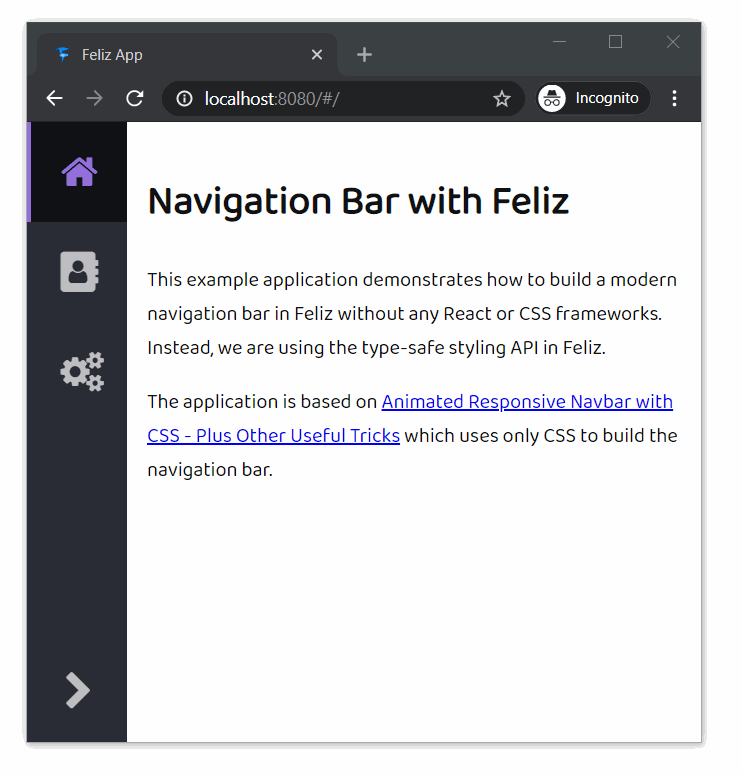 Feliz App
localhost:8080/#/
Incognito
Navigation Bar with Feliz
This example application demonstrates how to build a modern
navigation bar in Feliz without any React or CSS frameworks.
Instead, we are using the type-safe styling API in Feliz.
The application is based on Animated Responsive Navbar with
CSS - Plus Other Useful Tricks which uses only CSS to build the
navigation bar.